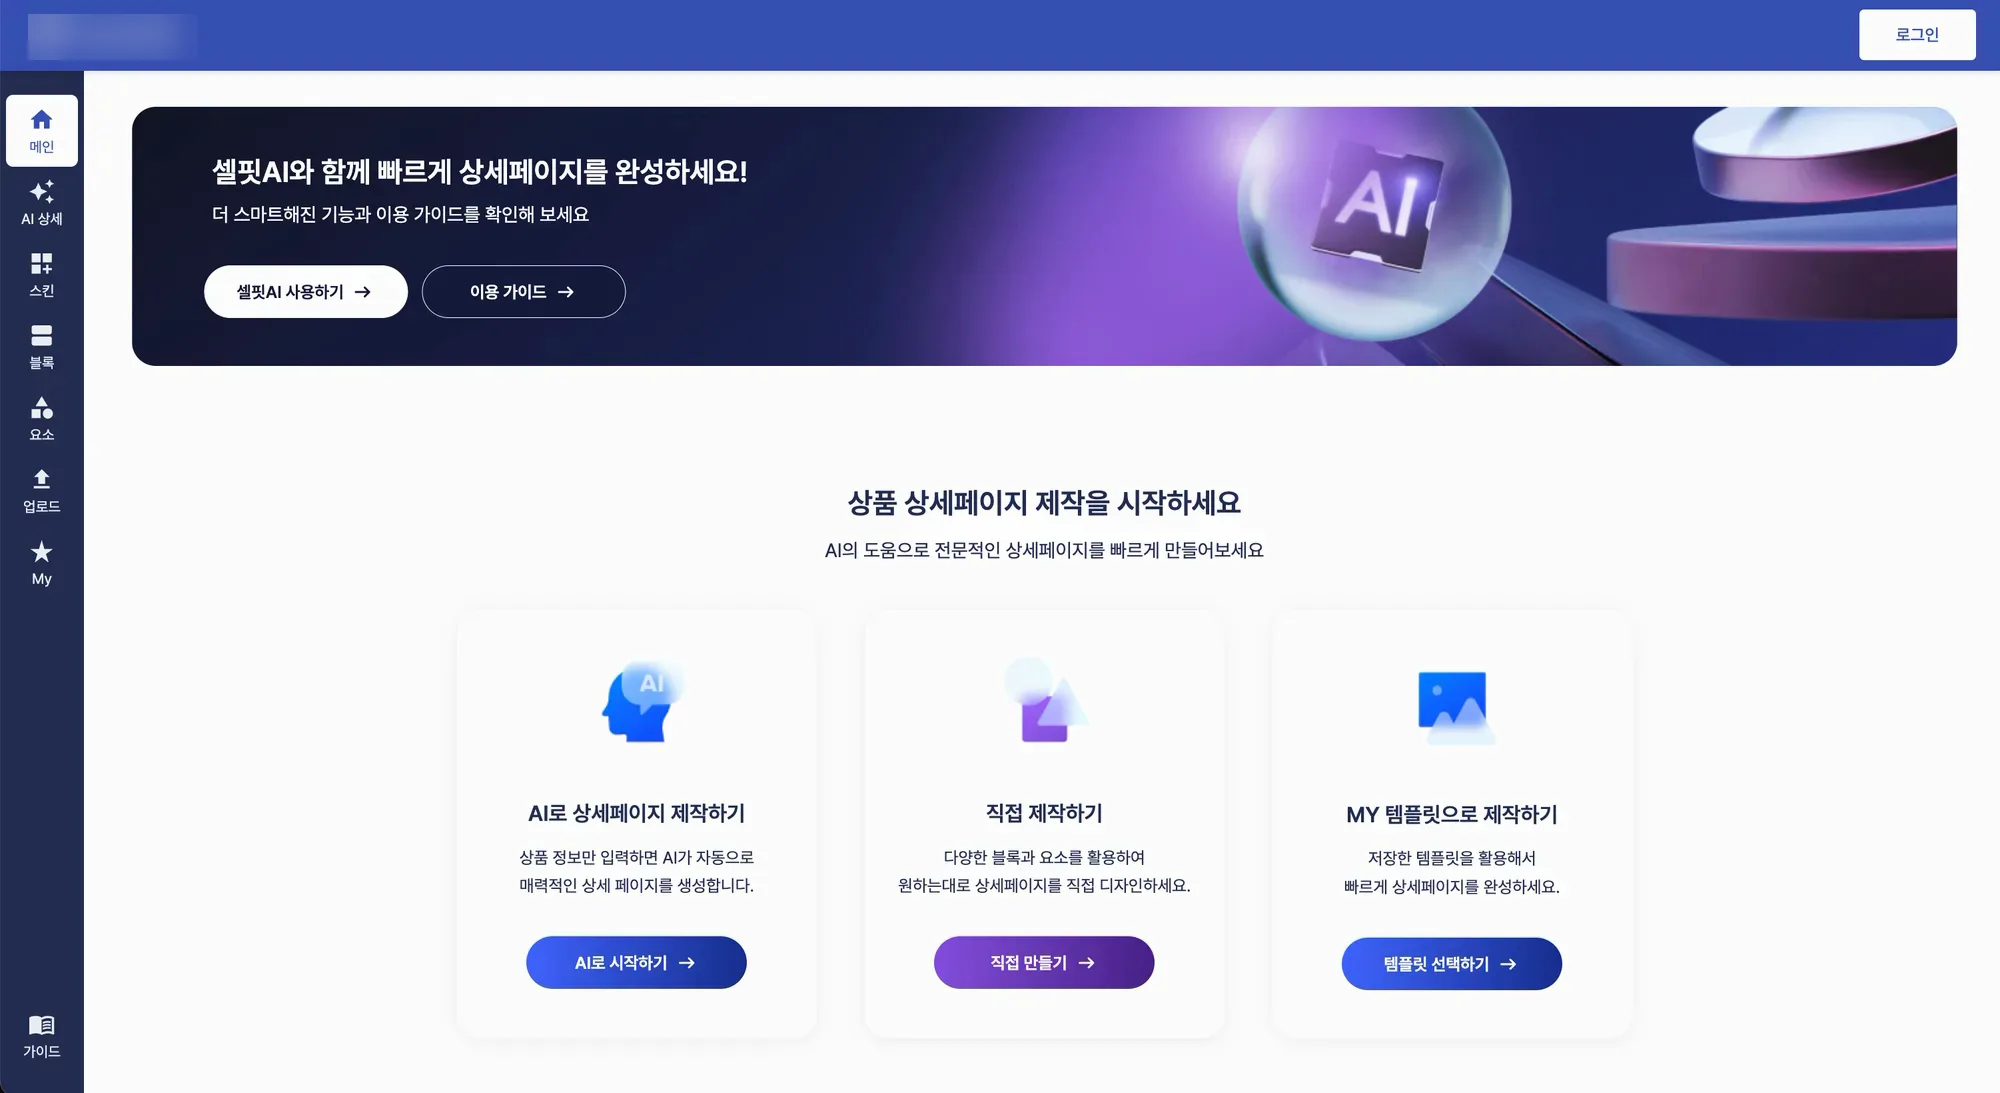 로그인
메인
AI 상세
스킨
블록
요소
업로드
My
가이드
셀핏AI와 함께 빠르게 상세페이지를 완성하세요!
더 스마트해진 기능과 이용 가이드를 확인해 보세요
셀핏AI 사용하기 →
이용 가이드 →
AI
상품 상세페이지 제작을 시작하세요
AI의 도움으로 전문적인 상세페이지를 빠르게 만들어보세요
AI
AI로 상세페이지 제작하기
상품 정보만 입력하면 AI가 자동으로
매력적인 상세 페이지를 생성합니다.
AI로 시작하기 →
직접 제작하기
다양한 블록과 요소를 활용하여
원하는대로 상세페이지를 직접 디자인하세요.
직접 만들기 →
MY 템플릿으로 제작하기
저장한 템플릿을 활용해서
빠르게 상세페이지를 완성하세요.
템플릿 선택하기 →